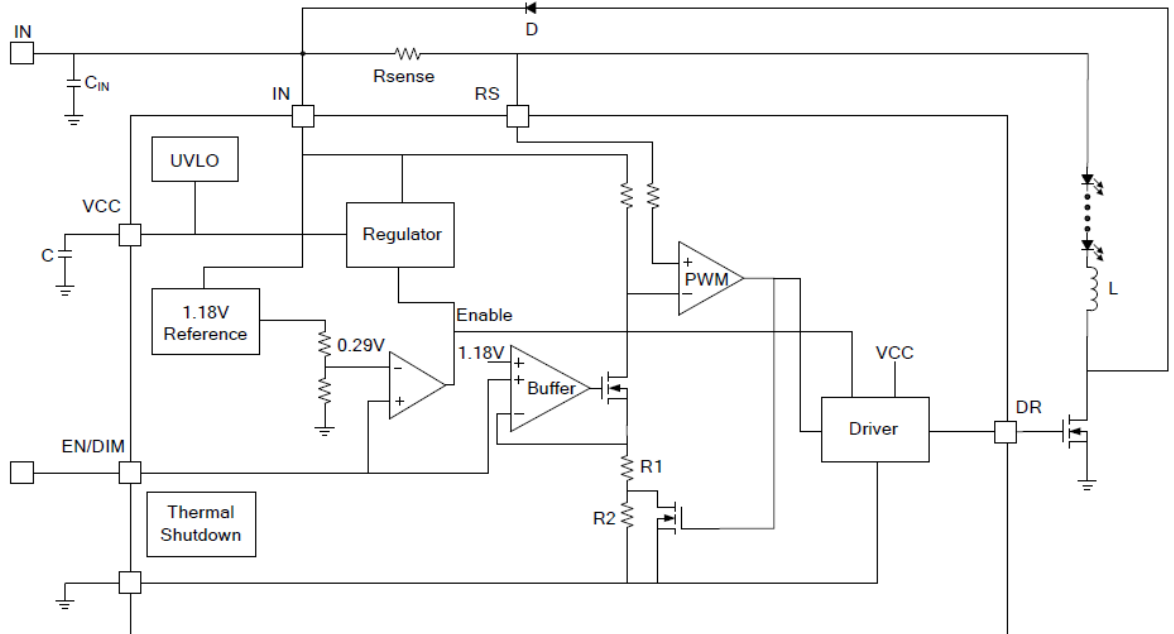 D
IN
Rsense
CIN
IN
RS
UVLO
VCC
Regulator
C
+
PWM
−
L
1.18V
Reference
Enable
0.29V
1.18V
VCC
−
+
+
+
Buffer
−
Driver
DR
EN/DIM
R1
Thermal
Shutdown
R2